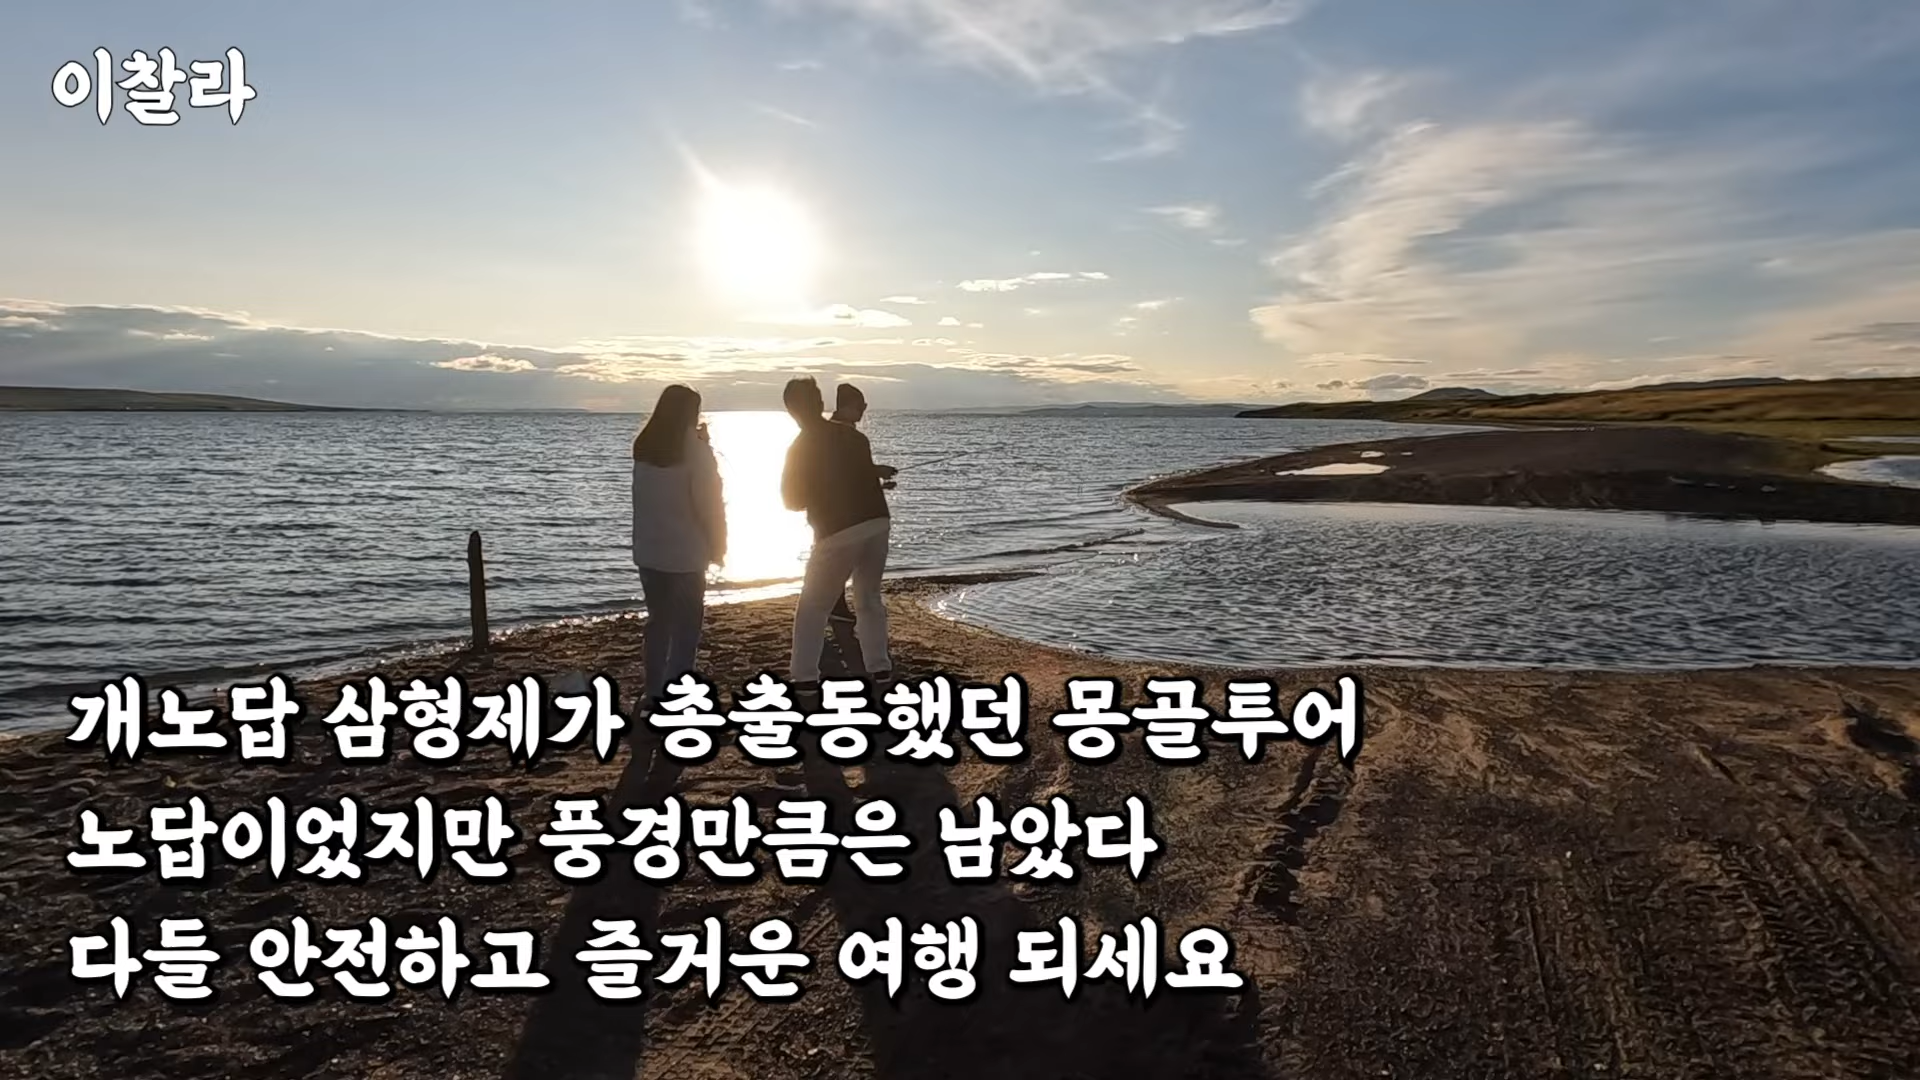 이찰라
개노답 삼형제가 총출동했던 몽골투어
노답이었지만 풍경만큼은 남았다
다들 안전하고 즐거운 여행 되세요